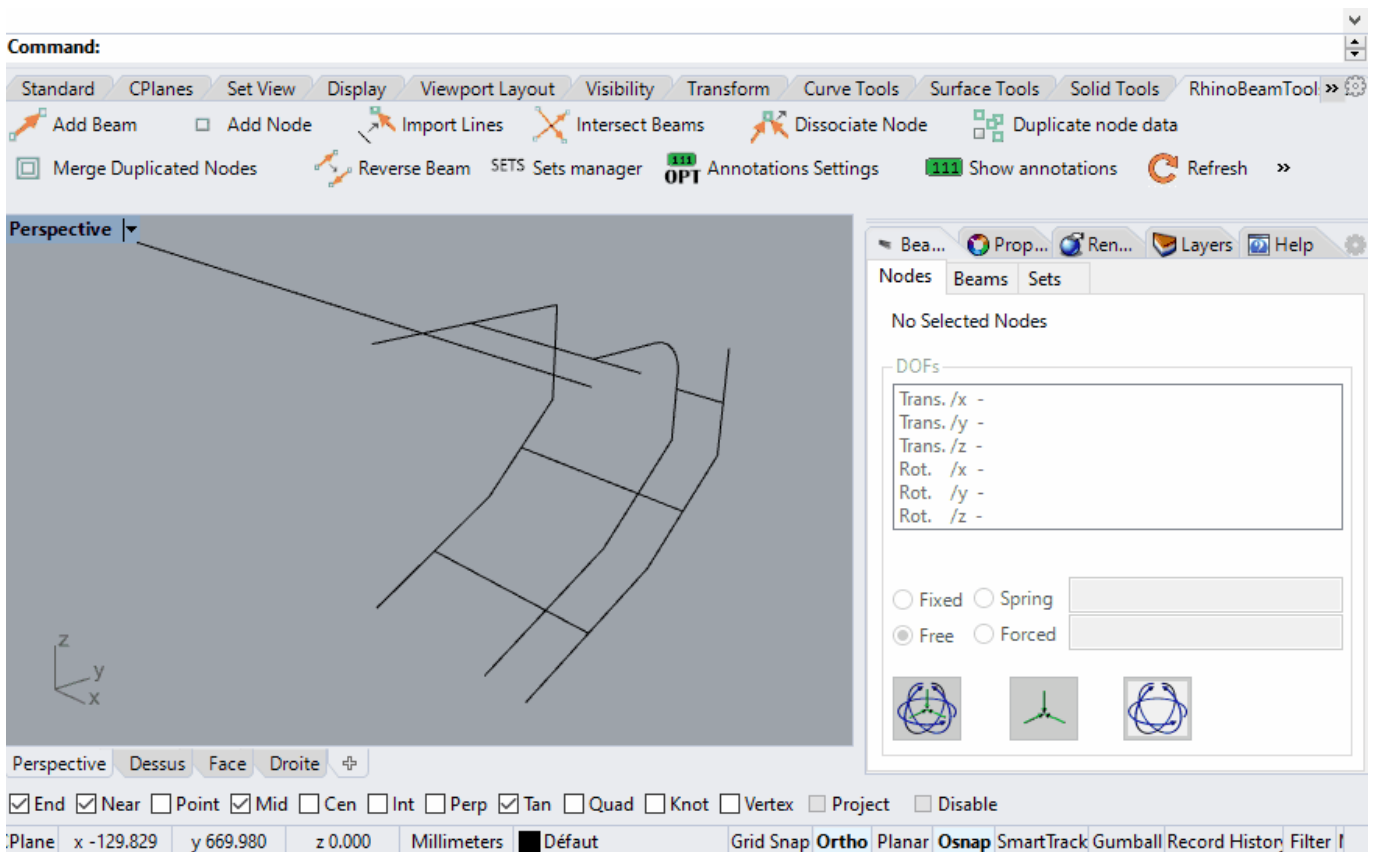 Command:
Standard CPlanes Set View Display Viewport Layout Visibility Transform Curve Tools Surface Tools Solid Tools RhinoBeamTool »
Add Beam Add Node Import Lines Intersect Beams Dissociate Node Duplicate node data
Merge Duplicated Nodes Reverse Beam SETS Sets manager 111 OPT Annotations Settings 111 Show annotations Refresh »
Perspective
Bea... Prop... Ren... Layers Help
Nodes Beams Sets
No Selected Nodes
DOFs
Trans. /x -
Trans. /y -
Trans. /z -
Rot. /x -
Rot. /y -
Rot. /z -
Fixed Spring
Free Forced
z
y
x
Perspective Dessus Face Droite
End Near Point Mid Cen Int Perp Tan Quad Knot Vertex Project Disable
CPlane x -129.829 y 669.980 z 0.000 Millimeters Défaut Grid Snap Ortho Planar Osnap SmartTrack Gumball Record History Filter